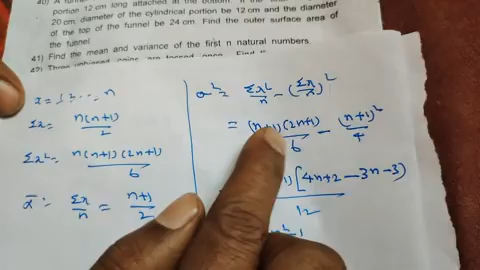 portion 12 cm long attached at the bottom. If the
20 cm, diameter of the cylindrical portion be 12 cm and the diameter
of the top of the funnel be 24 cm. Find the outer surface area of
the funnel.
41) Find the mean and variance of the first n natural numbers.
x = 1, 2 ... n
Σx = n(n+1)/2
Σx² = n(n+1)(2n+1)/6
x̄ = Σx/n = n+1/2
σ² = Σx²/n - (Σx/n)²
= (n+1)(2n+1)/6 - (n+1)²/4
[4n+2-3n-3]/12